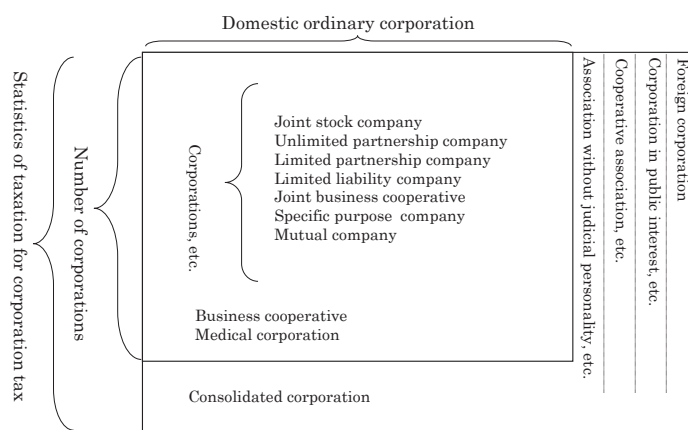 Domestic ordinary corporation
Statistics of taxation for corporation tax
Number of corporations
Corporations, etc.
Joint stock company
Unlimited partnership company
Limited partnership company
Limited liability company
Joint business cooperative
Specific purpose company
Mutual company
Business cooperative
Medical corporation
Consolidated corporation
Association without judicial personality, etc.
Cooperative association, etc.
Corporation in public interest, etc.
Foreign corporation